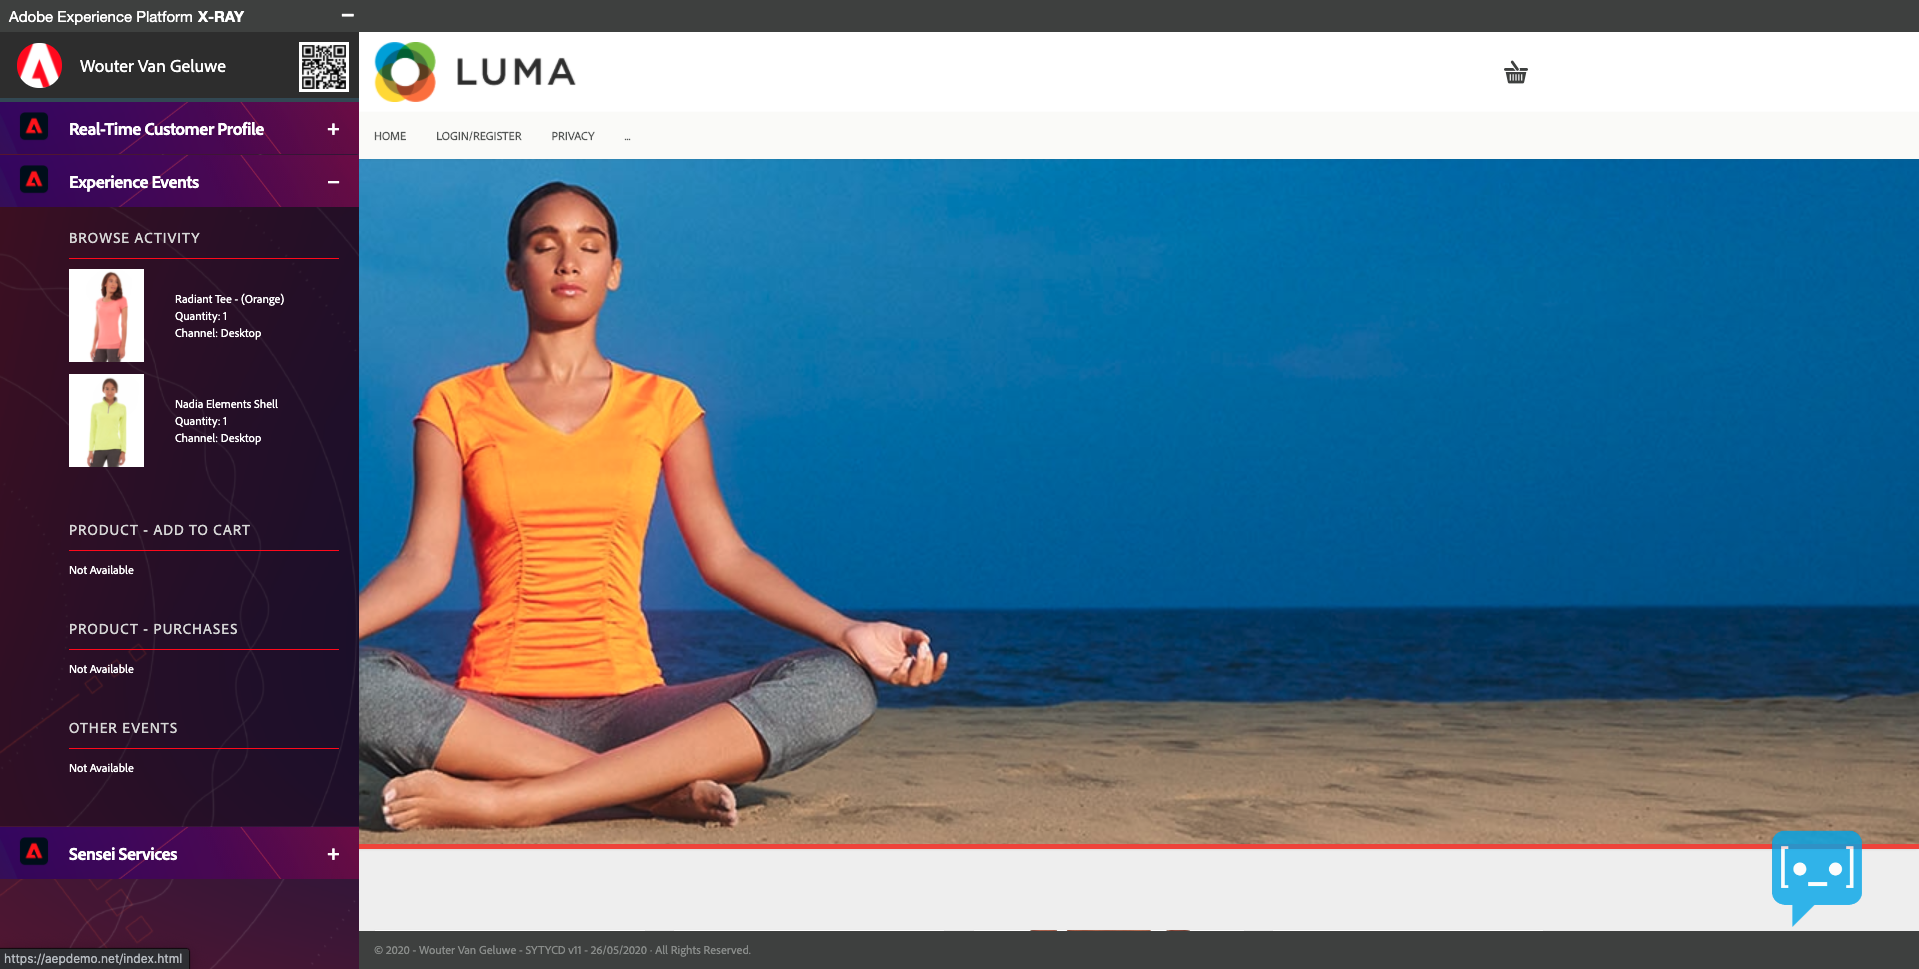 Adobe Experience Platform X-RAY
Wouter Van Geluwe
Real-Time Customer Profile
Experience Events
BROWSE ACTIVITY
Radiant Tee - (Orange)
Quantity: 1
Channel: Desktop
Nadia Elements Shell
Quantity: 1
Channel: Desktop
PRODUCT - ADD TO CART
Not Available
PRODUCT - PURCHASES
Not Available
OTHER EVENTS
Not Available
Sensei Services
https://aepdemo.net/index.html
LUMA
HOME LOGIN/REGISTER PRIVACY ...
© 2020 - Wouter Van Geluwe - SYTYCD v11 - 26/05/2020 · All Rights Reserved.